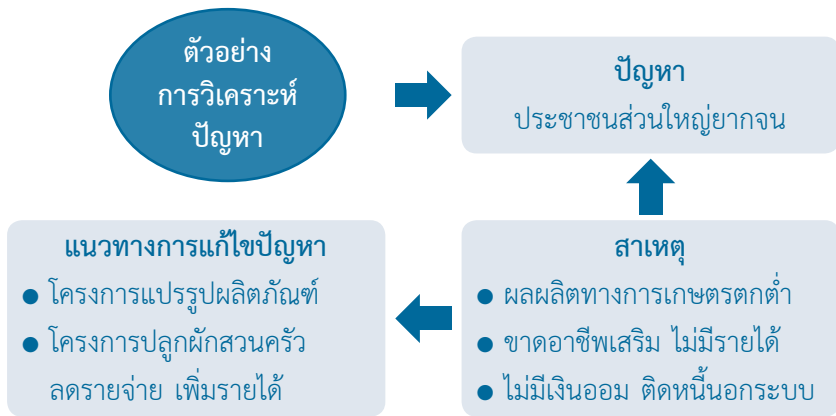 ตัวอย่าง
การวิเคราะห์
ปัญหา
ปัญหา
ประชาชนส่วนใหญ่ยากจน
สาเหตุ
● ผลผลิตทางการเกษตรตกต่ำ
● ขาดอาชีพเสริม ไม่มีรายได้
● ไม่มีเงินออม ติดหนี้นอกระบบ
แนวทางการแก้ไขปัญหา
● โครงการแปรรูปผลิตภัณฑ์
● โครงการปลูกผักสวนครัว
ลดรายจ่าย เพิ่มรายได้